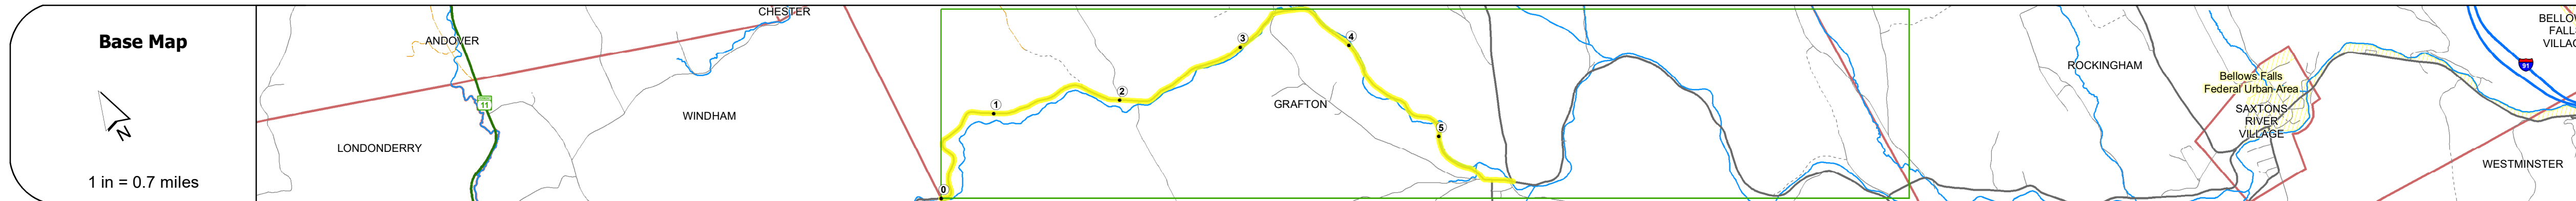 Base Map
N
1 in = 0.7 miles
CHESTER
ANDOVER
11
LONDONDERRY
WINDHAM
0
1
2
3
4
5
GRAFTON
ROCKINGHAM
Bellows Falls
Federal Urban Area
SAXTONS
RIVER
VILLAGE
91
WESTMINSTER